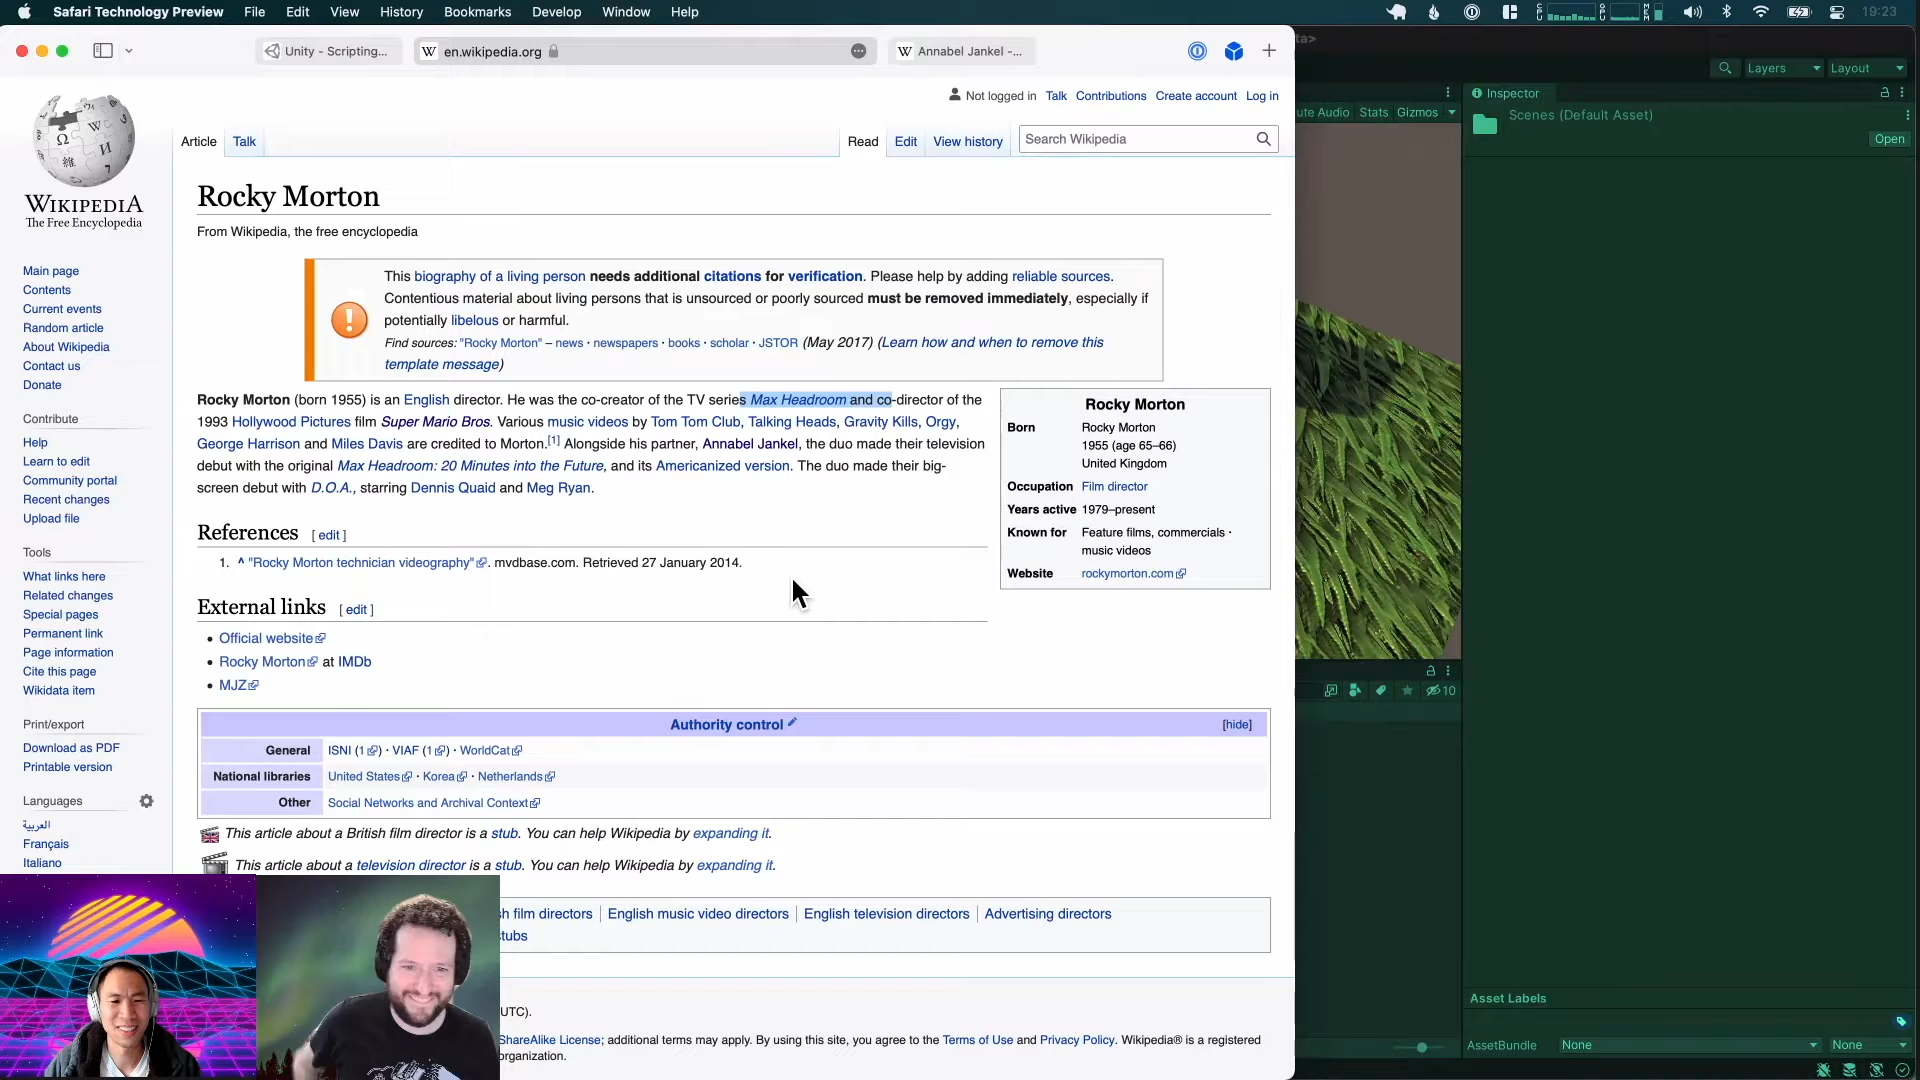 Safari Technology Preview File Edit View History Bookmarks Develop Window Help 19:23
Unity - Scripting... W en.wikipedia.org W Annabel Jankel -...
Not logged in Talk Contributions Create account Log in
Article Talk Read Edit View history Search Wikipedia
WIKIPEDIA
The Free Encyclopedia
Main page
Contents
Current events
Random article
About Wikipedia
Contact us
Donate
Contribute
Help
Learn to edit
Community portal
Recent changes
Upload file
Tools
What links here
Related changes
Special pages
Permanent link
Page information
Cite this page
Wikidata item
Print/export
Download as PDF
Printable version
Languages
العربية
Français
Italiano
Rocky Morton
From Wikipedia, the free encyclopedia
This biography of a living person needs additional citations for verification. Please help by adding reliable sources.
Contentious material about living persons that is unsourced or poorly sourced must be removed immediately, especially if
potentially libelous or harmful.
Find sources: "Rocky Morton" – news · newspapers · books · scholar · JSTOR (May 2017) (Learn how and when to remove this
template message)
Rocky Morton (born 1955) is an English director. He was the co-creator of the TV series Max Headroom and co-director of the
1993 Hollywood Pictures film Super Mario Bros. Various music videos by Tom Tom Club, Talking Heads, Gravity Kills, Orgy,
George Harrison and Miles Davis are credited to Morton.[1] Alongside his partner, Annabel Jankel, the duo made their television
debut with the original Max Headroom: 20 Minutes into the Future, and its Americanized version. The duo made their big-
screen debut with D.O.A., starring Dennis Quaid and Meg Ryan.
Rocky Morton
Born Rocky Morton
1955 (age 65–66)
United Kingdom
Occupation Film director
Years active 1979–present
Known for Feature films, commercials ·
music videos
Website rockymorton.com
References [ edit ]
1. ^ "Rocky Morton technician videography". mvdbase.com. Retrieved 27 January 2014.
External links [ edit ]
• Official website
• Rocky Morton at IMDb
• MJZ
Authority control [hide]
General ISNI (1) · VIAF (1) · WorldCat
National libraries United States · Korea · Netherlands
Other Social Networks and Archival Context
This article about a British film director is a stub. You can help Wikipedia by expanding it.
This article about a television director is a stub. You can help Wikipedia by expanding it.
sh film directors | English music video directors | English television directors | Advertising directors
stubs
UTC).
ShareAlike License; additional terms may apply. By using this site, you agree to the Terms of Use and Privacy Policy. Wikipedia® is a registered
organization.
ta>
Layers Layout
Inspector
ute Audio Stats Gizmos
Scenes (Default Asset)
Open
10
Asset Labels
AssetBundle None None